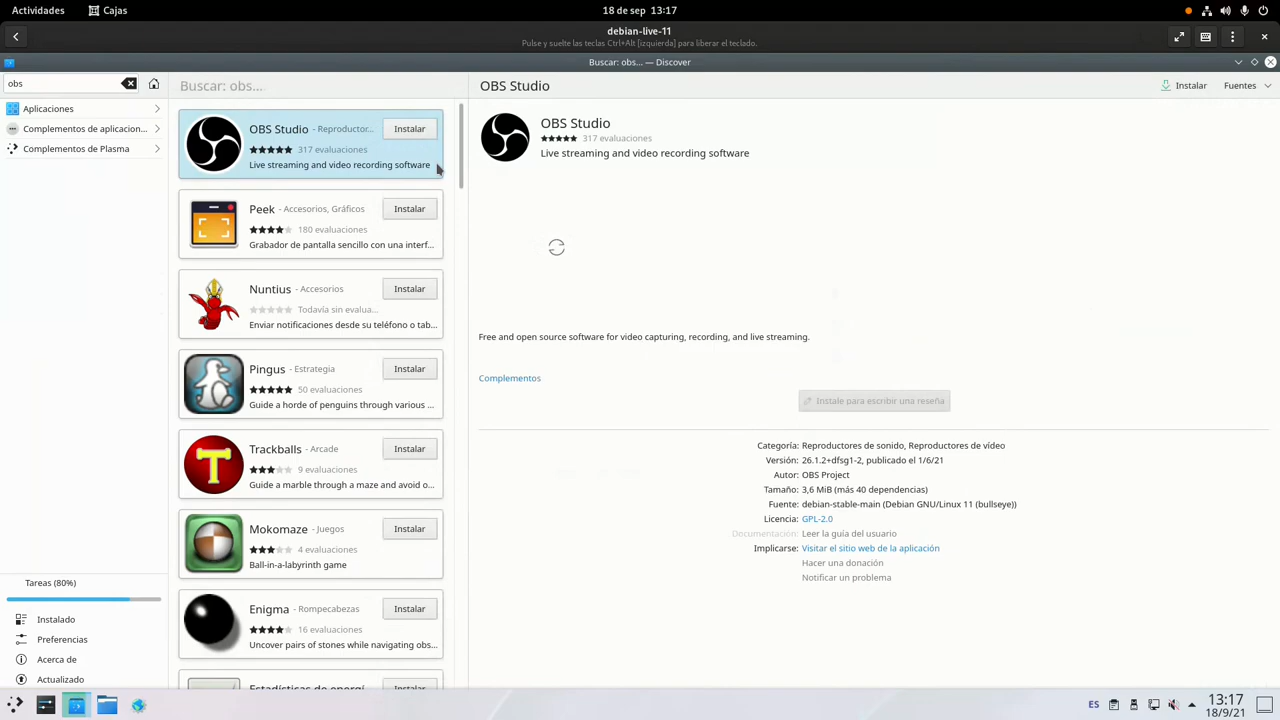 Actividades
Cajas
18 de sep 13:17
debian-live-11
Pulse y suelte las teclas Ctrl+Alt [izquierda] para liberar el teclado.
Buscar: obs... — Discover
obs
Aplicaciones
Complementos de aplicacion...
Complementos de Plasma
Tareas (80%)
Instalado
Preferencias
Acerca de
Actualizado
Buscar: obs...
OBS Studio - Reproductor...
Instalar
317 evaluaciones
Live streaming and video recording software
Peek - Accesorios, Gráficos
Instalar
180 evaluaciones
Grabador de pantalla sencillo con una interf...
Nuntius - Accesorios
Instalar
Todavía sin evalua...
Enviar notificaciones desde su teléfono o tab...
Pingus - Estrategia
Instalar
50 evaluaciones
Guide a horde of penguins through various ...
Trackballs - Arcade
Instalar
9 evaluaciones
Guide a marble through a maze and avoid o...
Mokomaze - Juegos
Instalar
4 evaluaciones
Ball-in-a-labyrinth game
Enigma - Rompecabezas
Instalar
16 evaluaciones
Uncover pairs of stones while navigating obs...
Estadísticas de energí...
Instalar
OBS Studio
Instalar
Fuentes
OBS Studio
317 evaluaciones
Live streaming and video recording software
Free and open source software for video capturing, recording, and live streaming.
Complementos
Instale para escribir una reseña
Categoría: Reproductores de sonido, Reproductores de vídeo
Versión: 26.1.2+dfsg1-2, publicado el 1/6/21
Autor: OBS Project
Tamaño: 3,6 MiB (más 40 dependencias)
Fuente: debian-stable-main (Debian GNU/Linux 11 (bullseye))
Licencia: GPL-2.0
Documentación: Leer la guía del usuario
Implicarse: Visitar el sitio web de la aplicación
Hacer una donación
Notificar un problema
ES
13:17
18/9/21